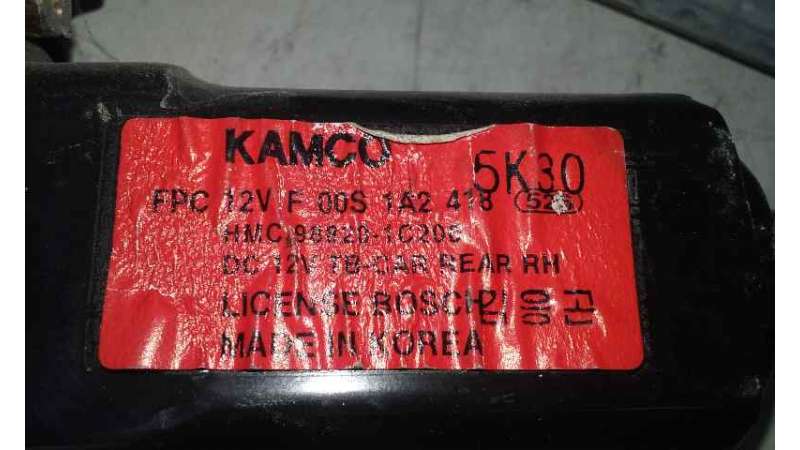 KAMCO 5K30
FPC 12V F 00S 1A2 418 526
HMC 98820-1C200
DC 12V TB-CAR REAR RH
LICENSE BOSCH
MADE IN KOREA